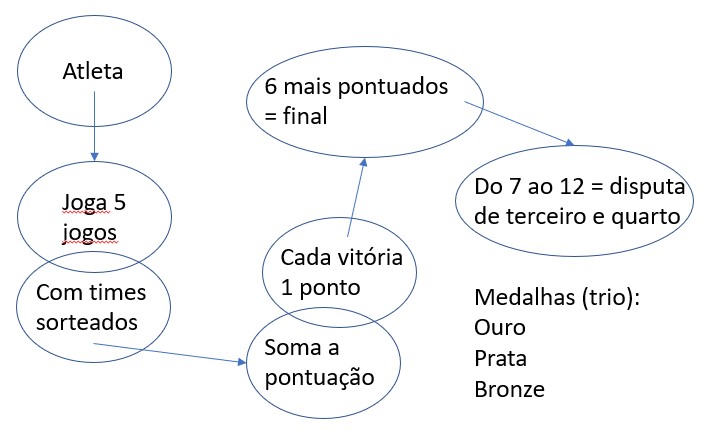 Atleta
Joga 5
jogos
Com times
sorteados
Soma a
pontuação
Cada vitória
1 ponto
6 mais pontuados
= final
Do 7 ao 12 = disputa
de terceiro e quarto
Medalhas (trio):
Ouro
Prata
Bronze